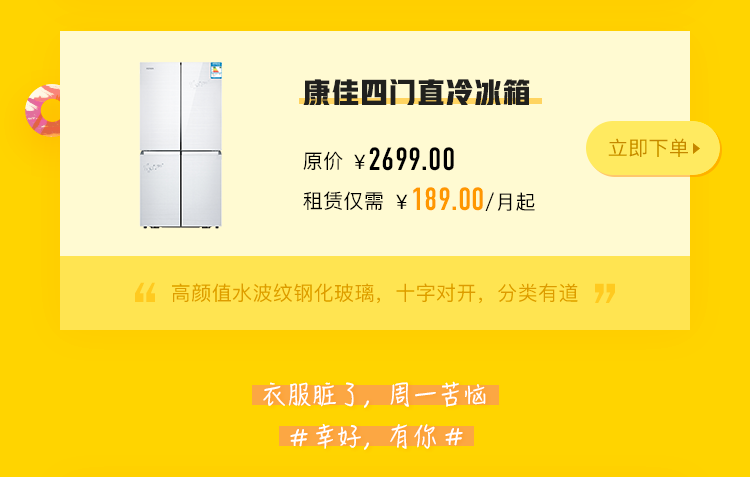 康佳四门直冷冰箱
原价 ¥2699.00
立即下单
租赁仅需 ¥189.00/月起
“ 高颜值水波纹钢化玻璃，十字对开，分类有道 ”
衣服脏了，周一苦恼
#幸好，有你#